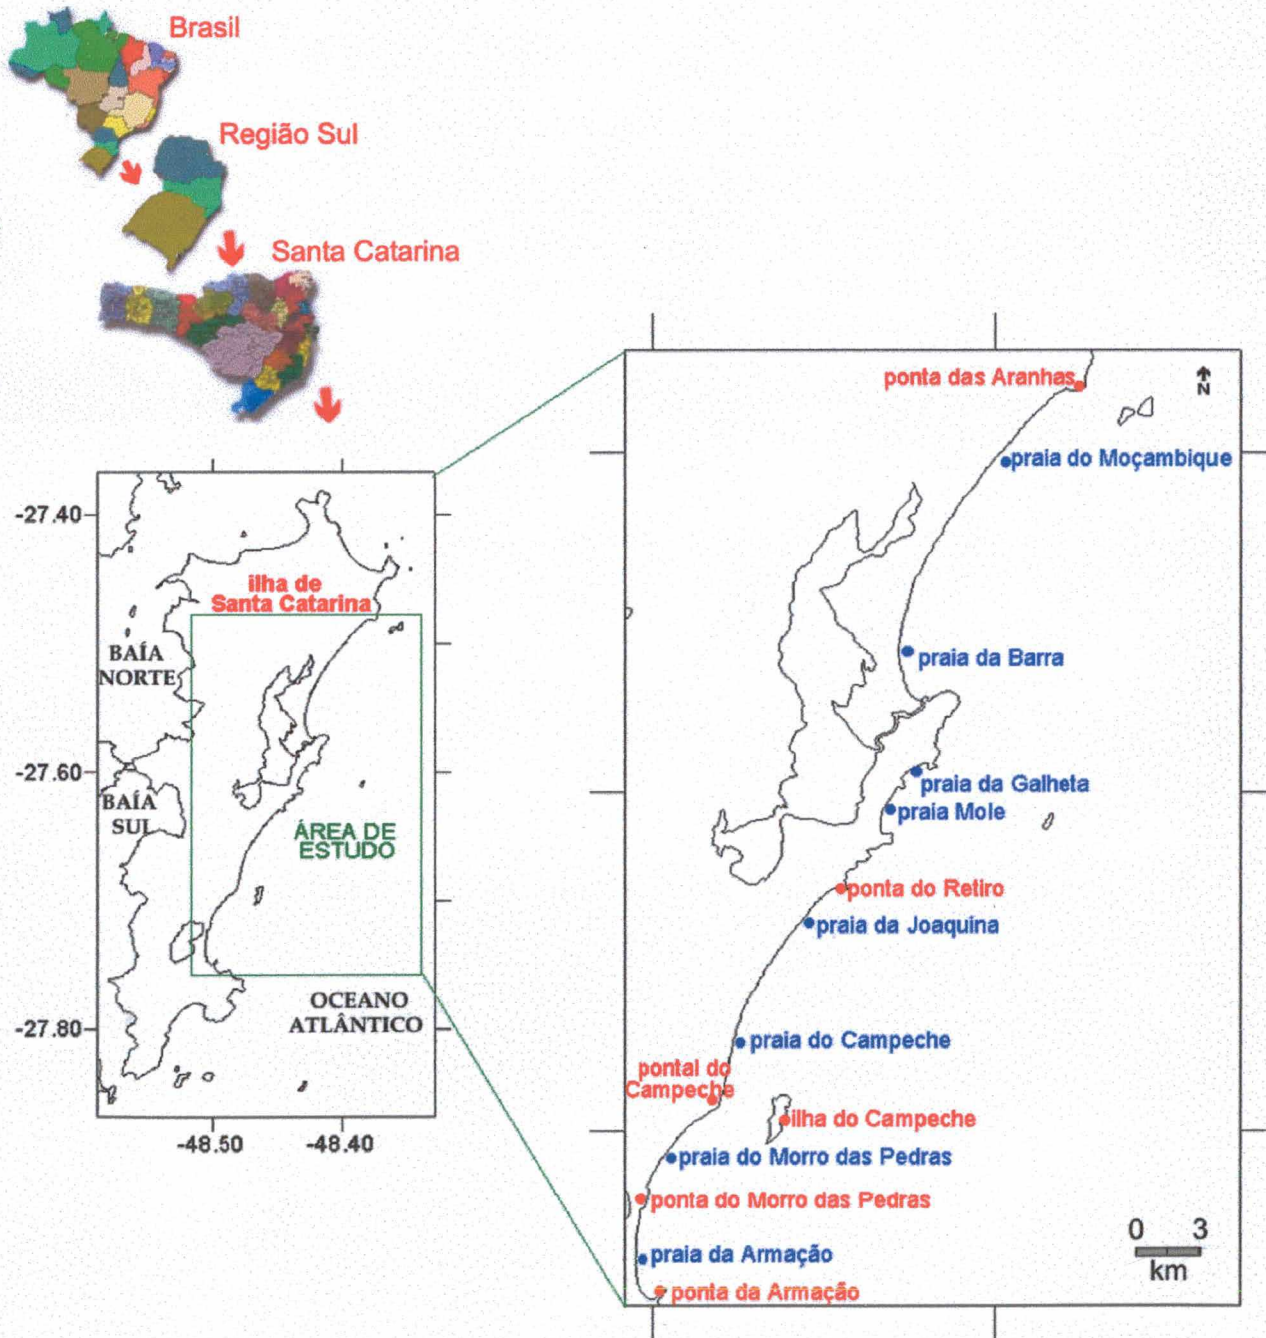 Brasil
Região Sul
Santa Catarina
-27.40
-27.60
-27.80
-48.50
-48.40
ilha de
Santa Catarina
BAÍA
NORTE
BAÍA
SUL
ÁREA DE
ESTUDO
OCEANO
ATLÂNTICO
N
ponta das Aranhas
praia do Moçambique
praia da Barra
praia da Galheta
praia Mole
ponta do Retiro
praia da Joaquina
praia do Campeche
pontal do
Campeche
ilha do Campeche
praia do Morro das Pedras
ponta do Morro das Pedras
praia da Armação
ponta da Armação
0 3
km